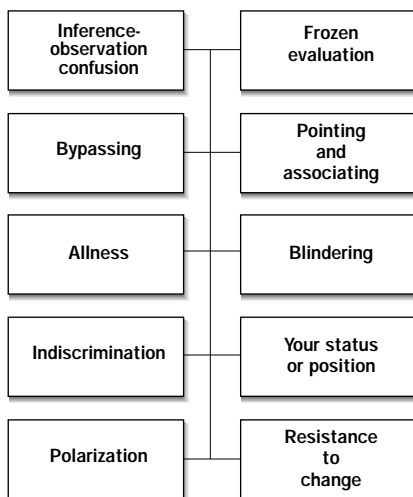 Inference-
observation
confusion
Frozen
evaluation
Bypassing
Pointing
and
associating
Allness
Blindering
Indiscrimination
Your status
or position
Polarization
Resistance
to
change